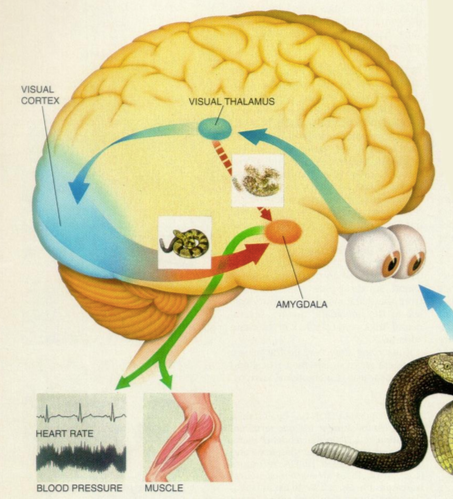 VISUAL
CORTEX
VISUAL THALAMUS
AMYGDALA
HEART RATE
BLOOD PRESSURE
MUSCLE